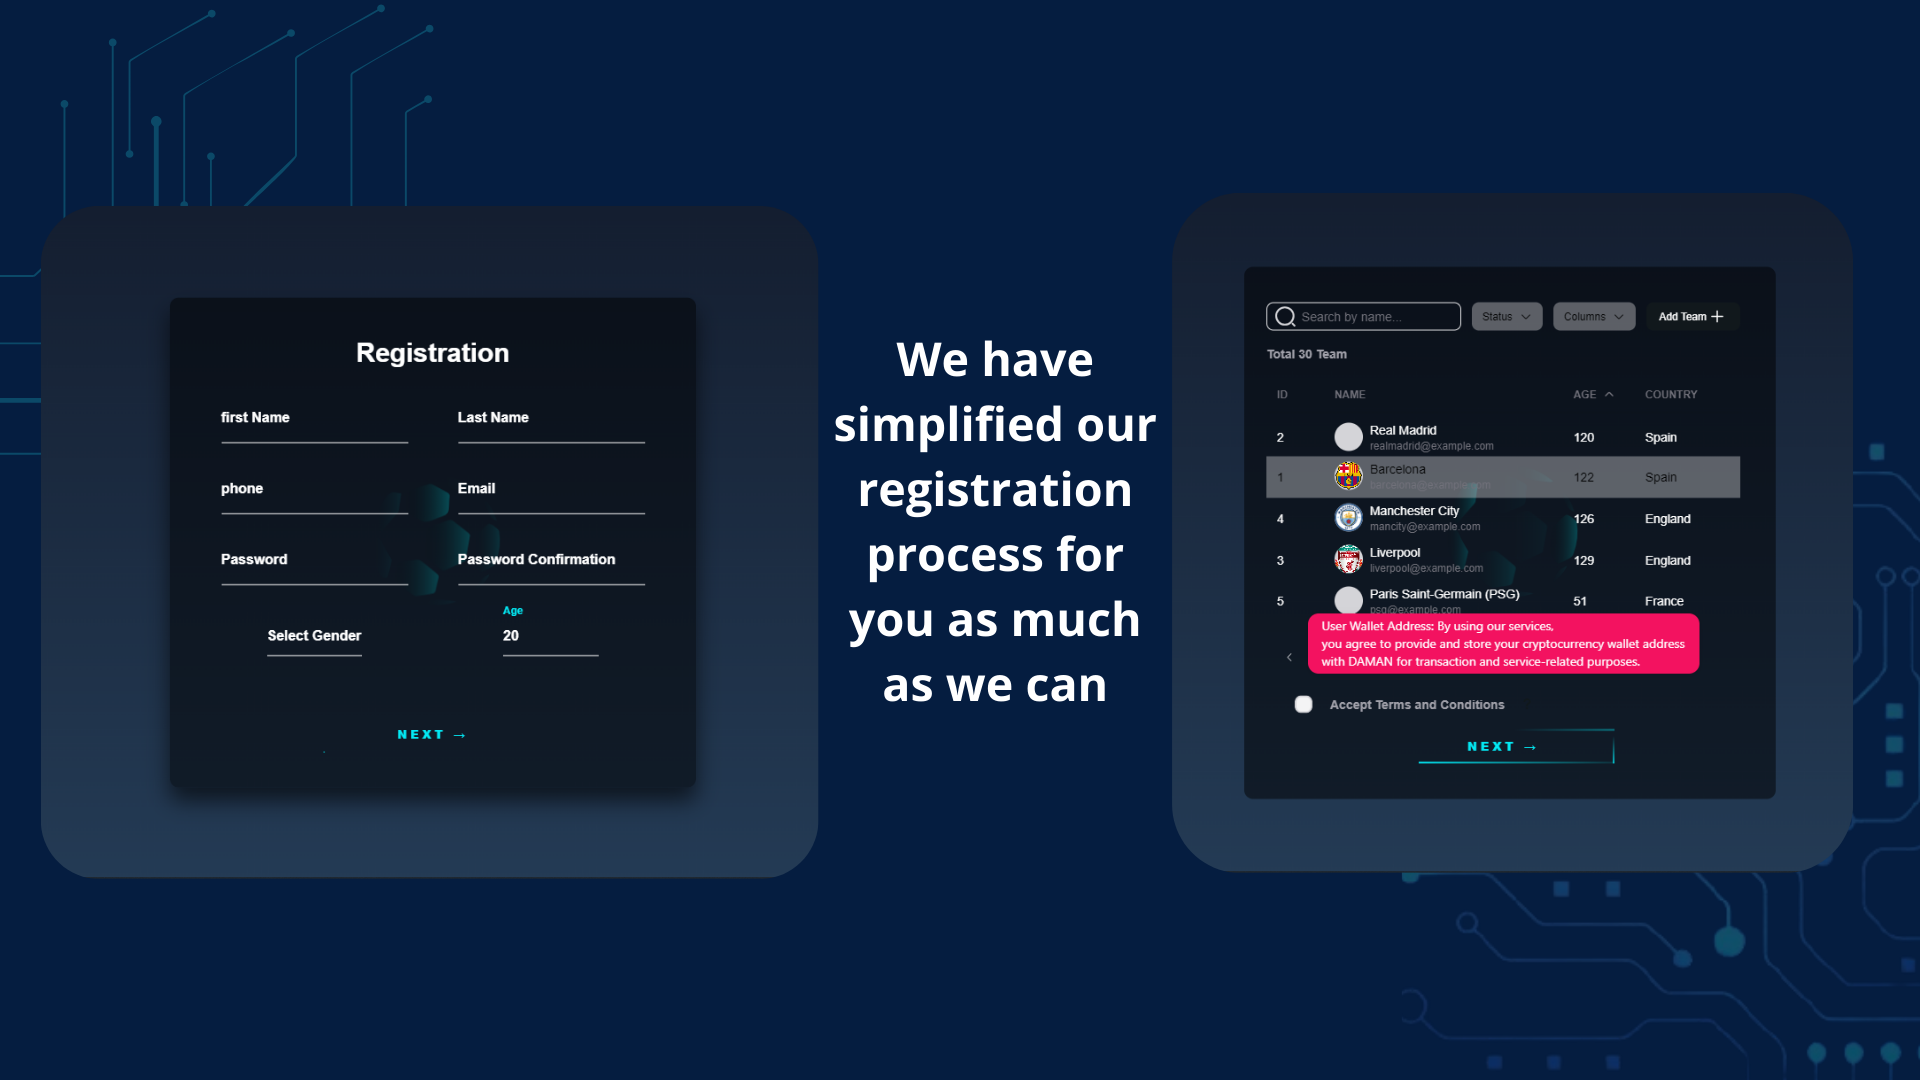 Registration
first Name Last Name
phone Email
Password Password Confirmation
Age
Select Gender 20
NEXT →
We have
simplified our
registration
process for
you as much
as we can
Search by name... Status Columns Add Team
Total 30 Team
ID NAME AGE COUNTRY
2 Real Madrid 120 Spain
realmadrid@example.com
1 Barcelona 122 Spain
barcelona@example.com
4 Manchester City 126 England
mancity@example.com
3 Liverpool 129 England
liverpool@example.com
5 Paris Saint-Germain (PSG) 51 France
psg@example.com
User Wallet Address: By using our services,
you agree to provide and store your cryptocurrency wallet address
with DAMAN for transaction and service-related purposes.
Accept Terms and Conditions
NEXT →